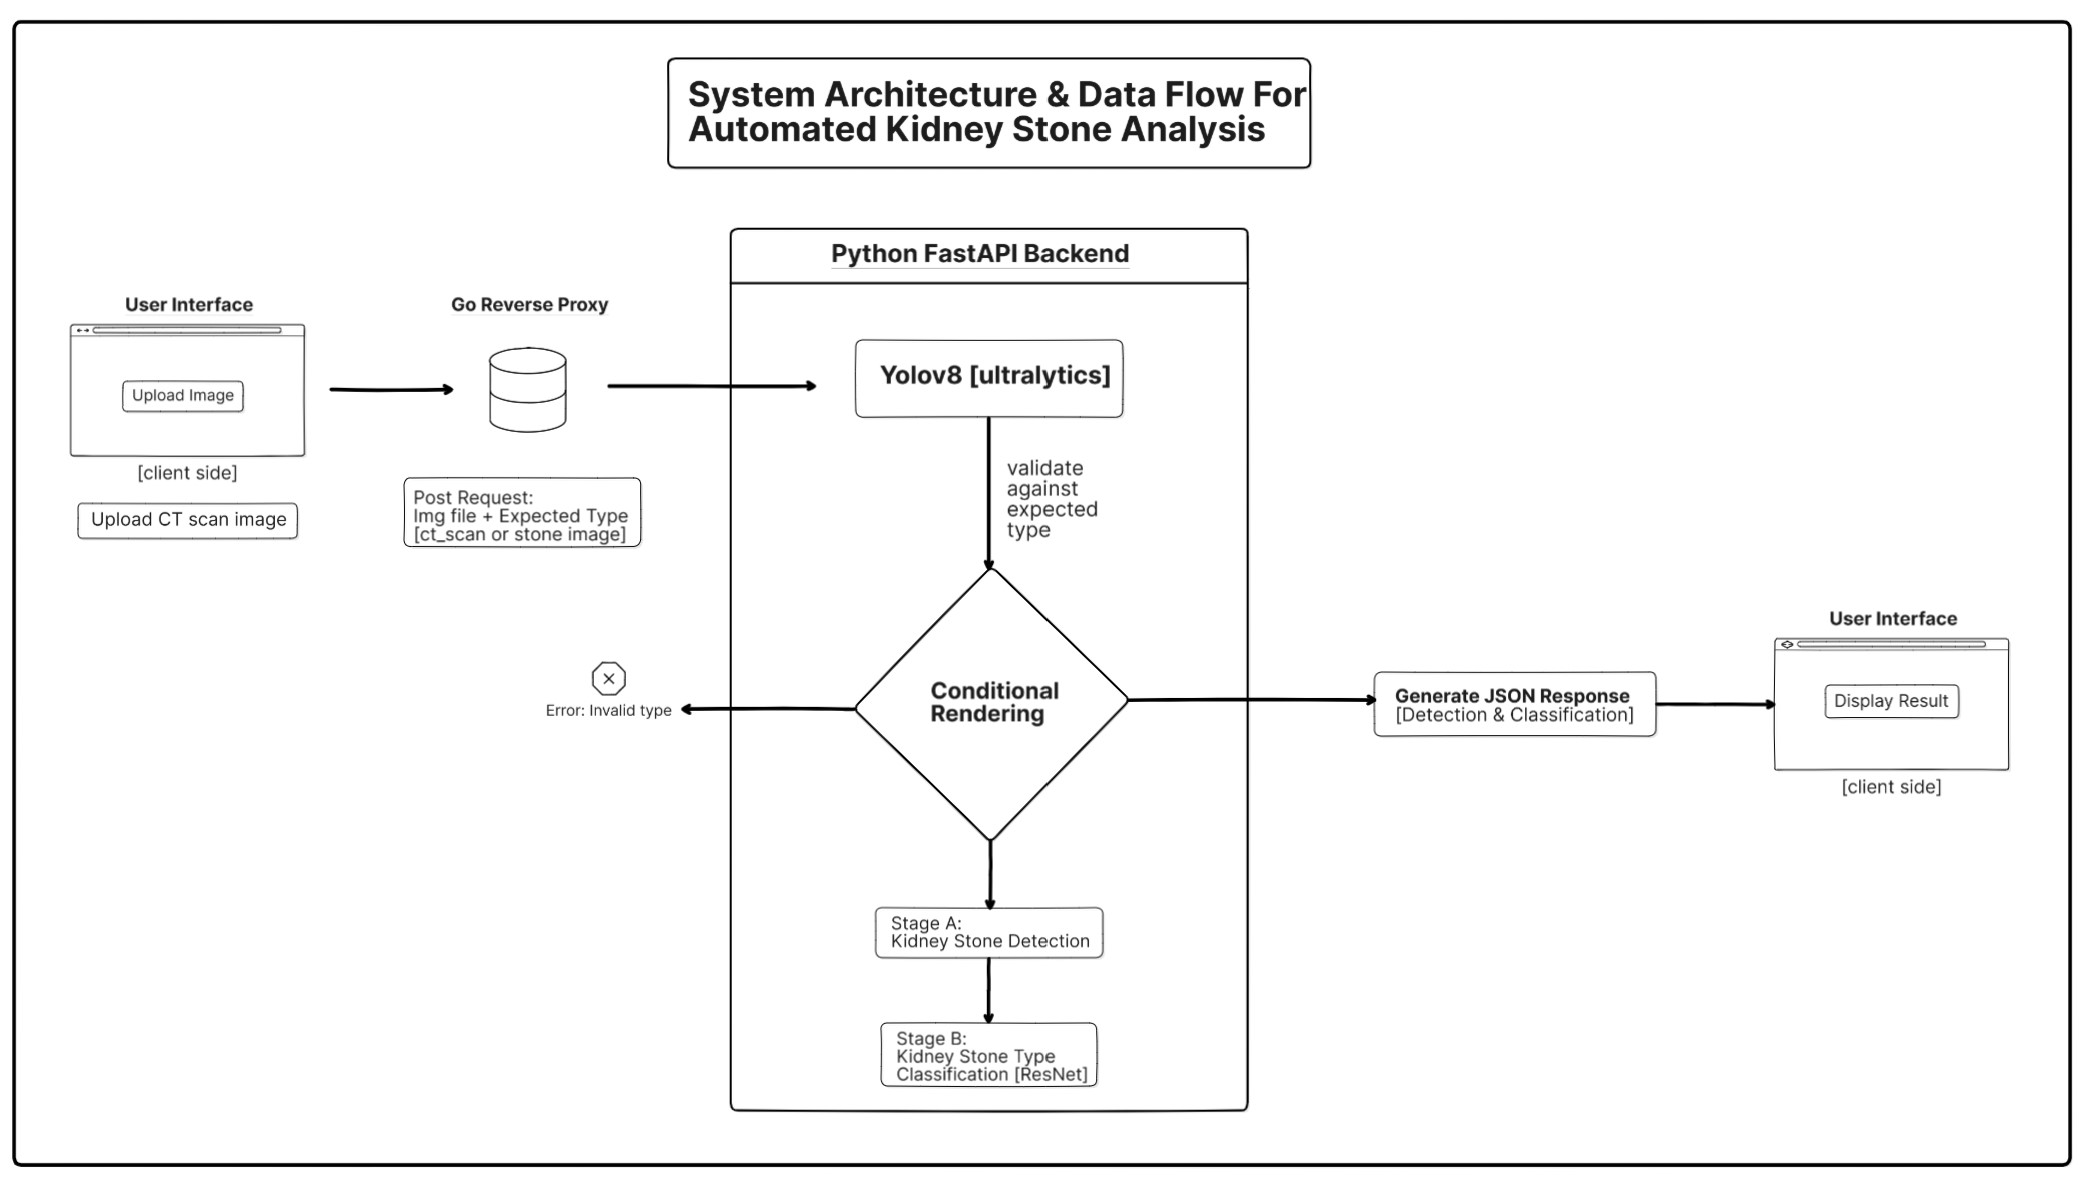 System Architecture & Data Flow For
Automated Kidney Stone Analysis
Python FastAPI Backend
User Interface
Upload Image
[client side]
Upload CT scan image
Go Reverse Proxy
Post Request:
Img file + Expected Type
[ct_scan or stone image]
Yolov8 [ultralytics]
validate
against
expected
type
Conditional
Rendering
Error: Invalid type
Stage A:
Kidney Stone Detection
Stage B:
Kidney Stone Type
Classification [ResNet]
Generate JSON Response
[Detection & Classification]
User Interface
Display Result
[client side]